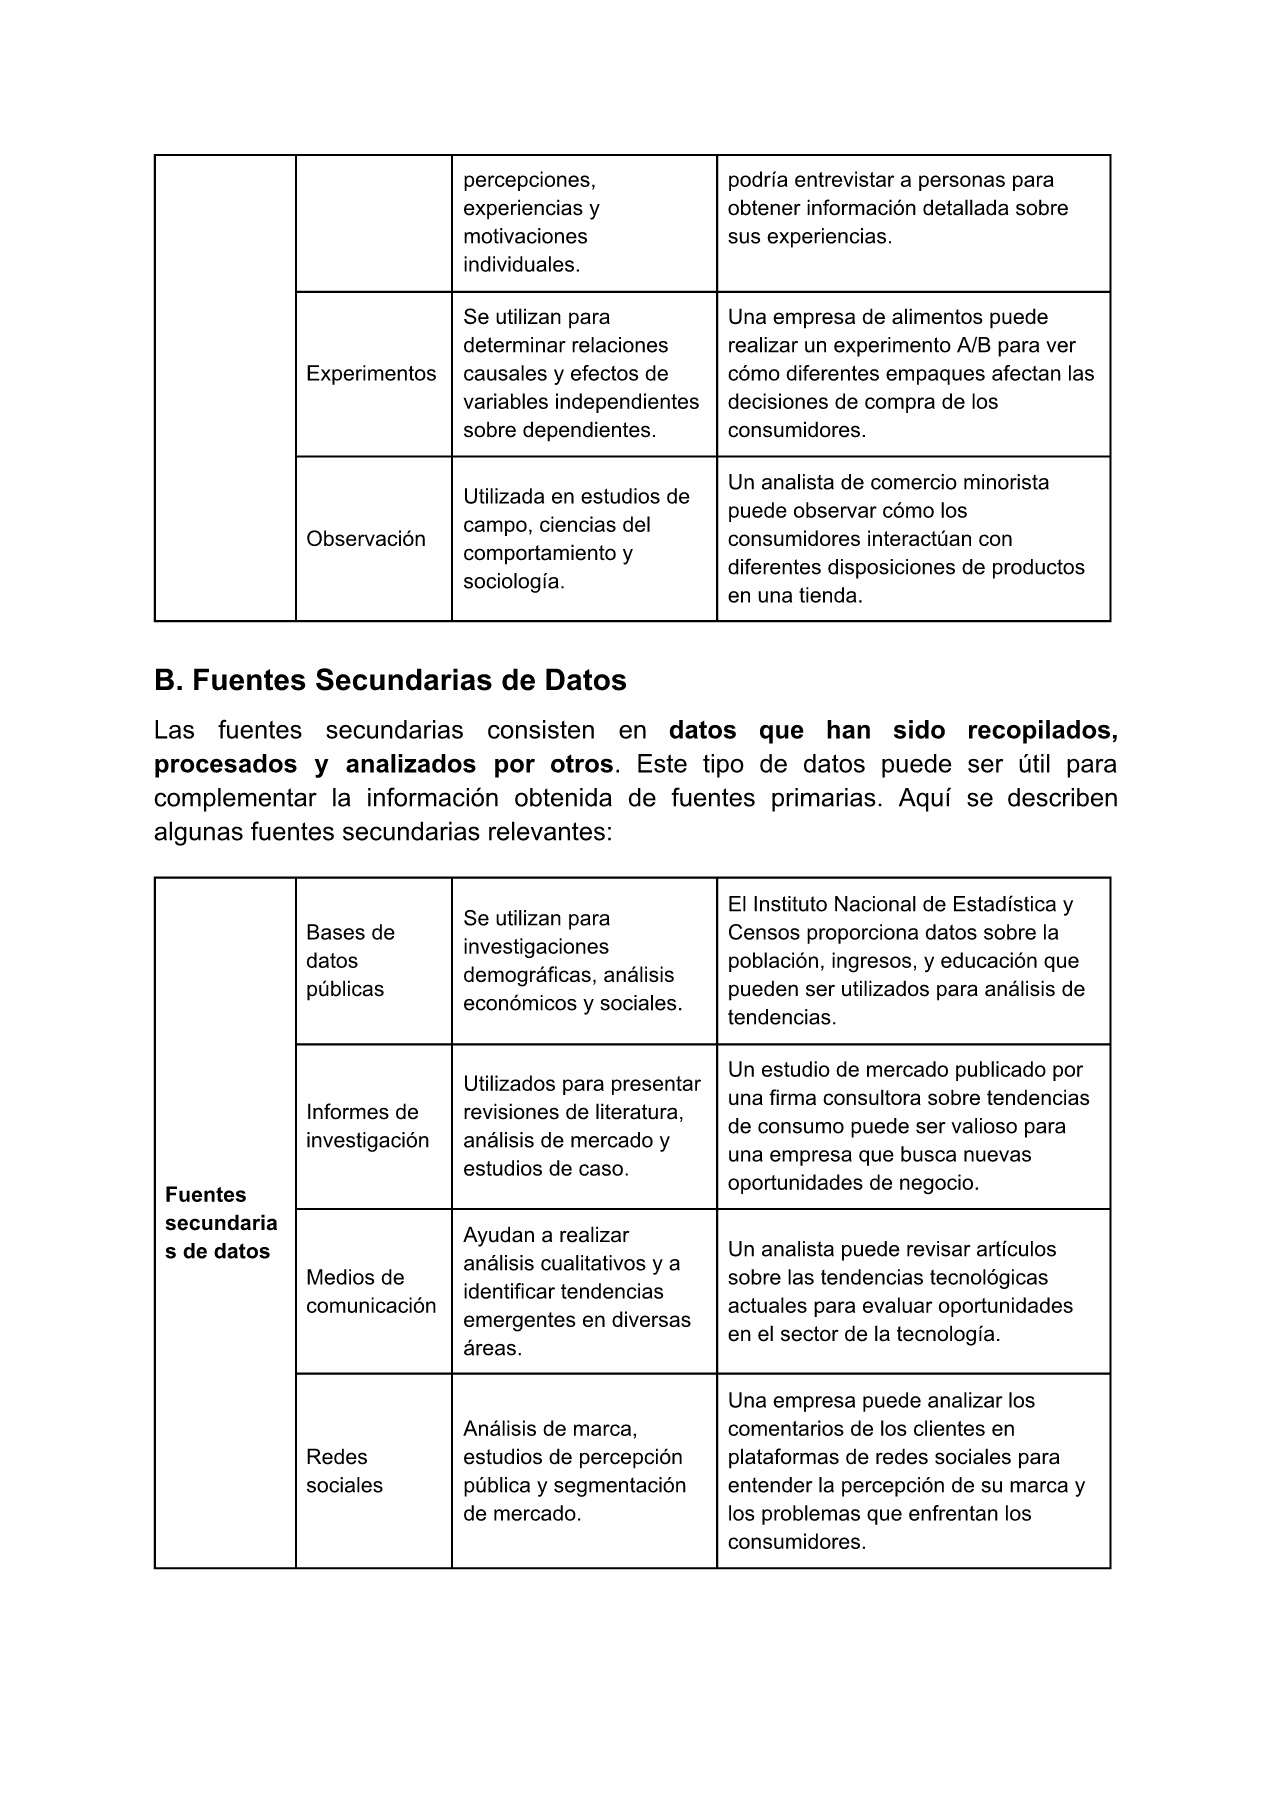 percepciones,
experiencias y
motivaciones
individuales.
podría entrevistar a personas para
obtener información detallada sobre
sus experiencias.
Experimentos
Se utilizan para
determinar relaciones
causales y efectos de
variables independientes
sobre dependientes.
Una empresa de alimentos puede
realizar un experimento A/B para ver
cómo diferentes empaques afectan las
decisiones de compra de los
consumidores.
Observación
Utilizada en estudios de
campo, ciencias del
comportamiento y
sociología.
Un analista de comercio minorista
puede observar cómo los
consumidores interactúan con
diferentes disposiciones de productos
en una tienda.
B. Fuentes Secundarias de Datos
Las fuentes secundarias consisten en datos que han sido recopilados,
procesados y analizados por otros. Este tipo de datos puede ser útil para
complementar la información obtenida de fuentes primarias. Aquí se describen
algunas fuentes secundarias relevantes:
Fuentes
secundaria
s de datos
Bases de
datos
públicas
Se utilizan para
investigaciones
demográficas, análisis
económicos y sociales.
El Instituto Nacional de Estadística y
Censos proporciona datos sobre la
población, ingresos, y educación que
pueden ser utilizados para análisis de
tendencias.
Informes de
investigación
Utilizados para presentar
revisiones de literatura,
análisis de mercado y
estudios de caso.
Un estudio de mercado publicado por
una firma consultora sobre tendencias
de consumo puede ser valioso para
una empresa que busca nuevas
oportunidades de negocio.
Medios de
comunicación
Ayudan a realizar
análisis cualitativos y a
identificar tendencias
emergentes en diversas
áreas.
Un analista puede revisar artículos
sobre las tendencias tecnológicas
actuales para evaluar oportunidades
en el sector de la tecnología.
Redes
sociales
Análisis de marca,
estudios de percepción
pública y segmentación
de mercado.
Una empresa puede analizar los
comentarios de los clientes en
plataformas de redes sociales para
entender la percepción de su marca y
los problemas que enfrentan los
consumidores.